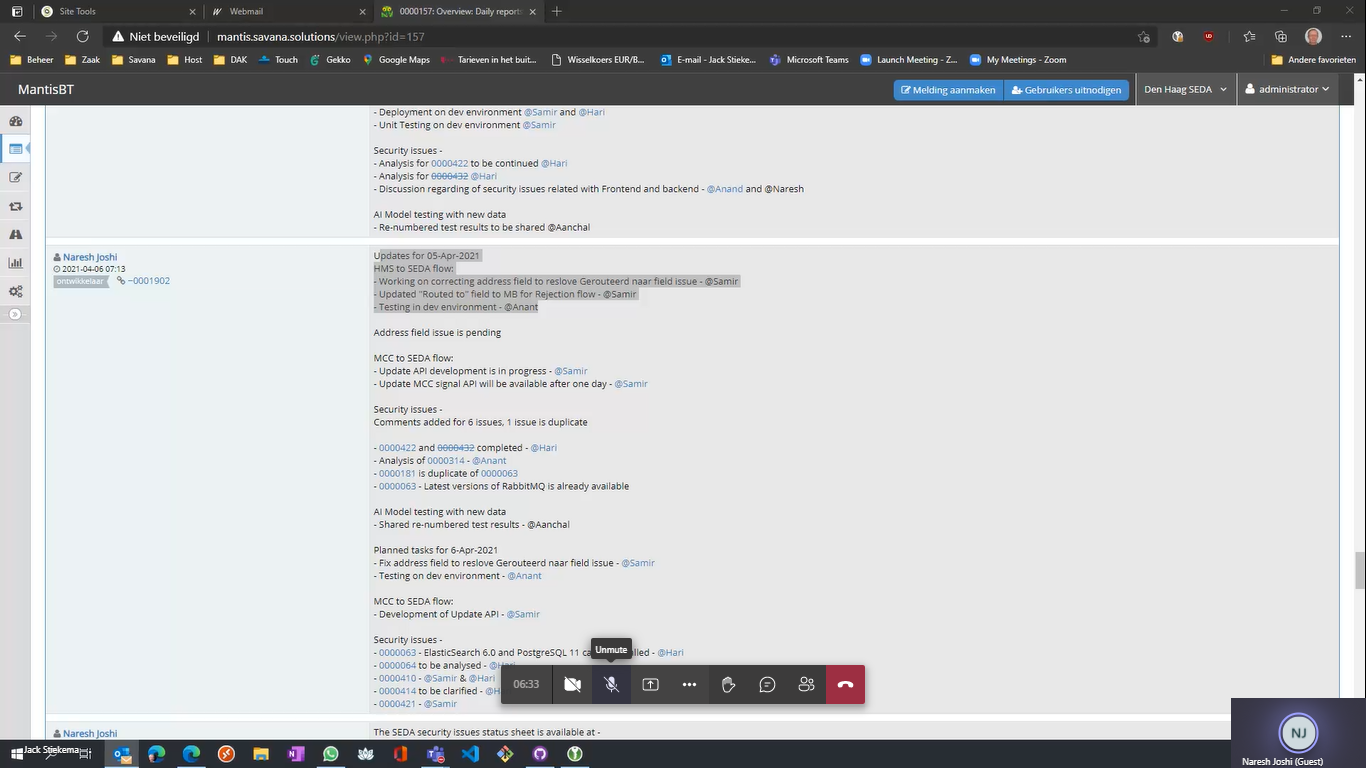 Site Tools
Webmail
0000157: Overview: Daily report
Niet beveiligd
mantis.savana.solutions/view.php?id=157
Beheer
Zaak
Savana
Host
DAK
Touch
Gekko
Google Maps
Tarieven in het buit...
Wisselkoers EUR/B...
E-mail - Jack Stieke...
Microsoft Teams
Launch Meeting - Z...
My Meetings - Zoom
Andere favorieten
MantisBT
Melding aanmaken
Gebruikers uitnodigen
Den Haag SEDA
administrator
- Deployment on dev environment @Samir and @Hari
- Unit Testing on dev environment @Samir
Security issues -
- Analysis for 0000422 to be continued @Hari
- Analysis for 0000432 @Hari
- Discussion regarding of security issues related with Frontend and backend - @Anand and @Naresh
AI Model testing with new data
- Re-numbered test results to be shared @Aanchal
Naresh Joshi
2021-04-06 07:13
ontwikkelaar
~0001902
Updates for 05-Apr-2021
HMS to SEDA flow:
- Working on correcting address field to reslove Gerouteerd naar field issue - @Samir
- Updated "Routed to" field to MB for Rejection flow - @Samir
- Testing in dev environment - @Anant
Address field issue is pending
MCC to SEDA flow:
- Update API development is in progress - @Samir
- Update MCC signal API will be available after one day - @Samir
Security issues -
Comments added for 6 issues, 1 issue is duplicate
- 0000422 and 0000432 completed - @Hari
- Analysis of 0000314 - @Anant
- 0000181 is duplicate of 0000063
- 0000063 - Latest versions of RabbitMQ is already available
AI Model testing with new data
- Shared re-numbered test results - @Aanchal
Planned tasks for 6-Apr-2021
- Fix address field to reslove Gerouteerd naar field issue - @Samir
- Testing on dev environment - @Anant
MCC to SEDA flow:
- Development of Update API - @Samir
Security issues -
- 0000063 - ElasticSearch 6.0 and PostgreSQL 11 ca lled - @Hari
- 0000064 to be analysed - @Hari
- 0000410 - @Samir & @Hari
- 0000414 to be clarified - @H
- 0000421 - @Samir
Unmute
06:33
Naresh Joshi
The SEDA security issues status sheet is available at -
NJ
Naresh Joshi (Guest)
Jack Stiekema